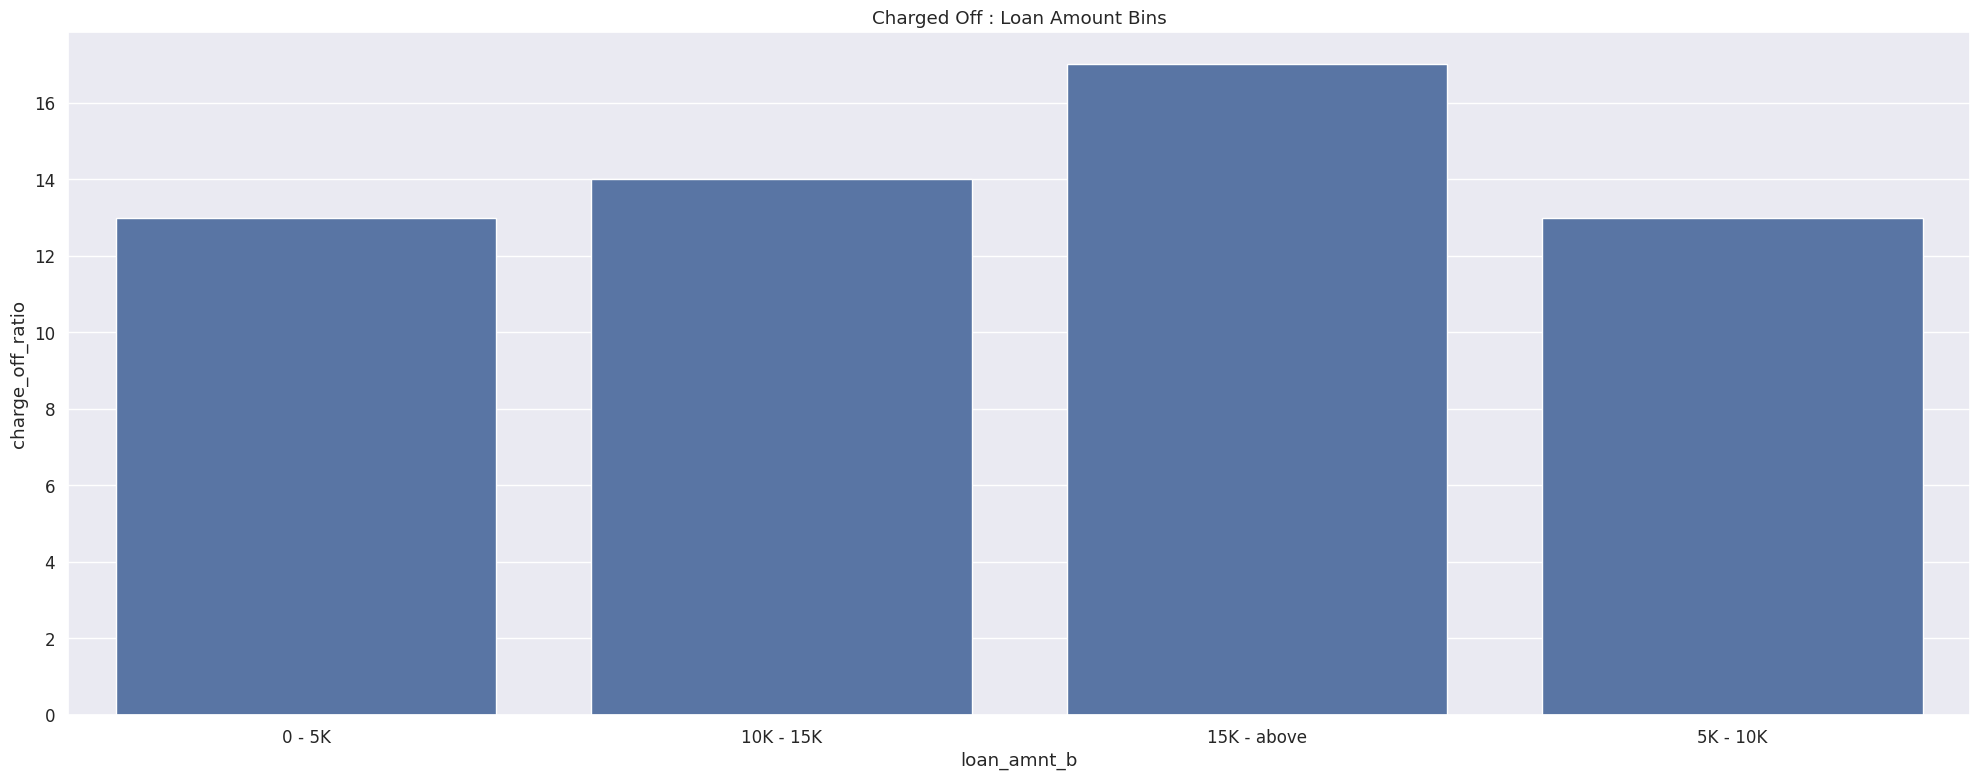 Charged Off : Loan Amount Bins
charge_off_ratio
16
14
12
10
8
6
4
2
0
0 - 5K
10K - 15K
15K - above
5K - 10K
loan_amnt_b